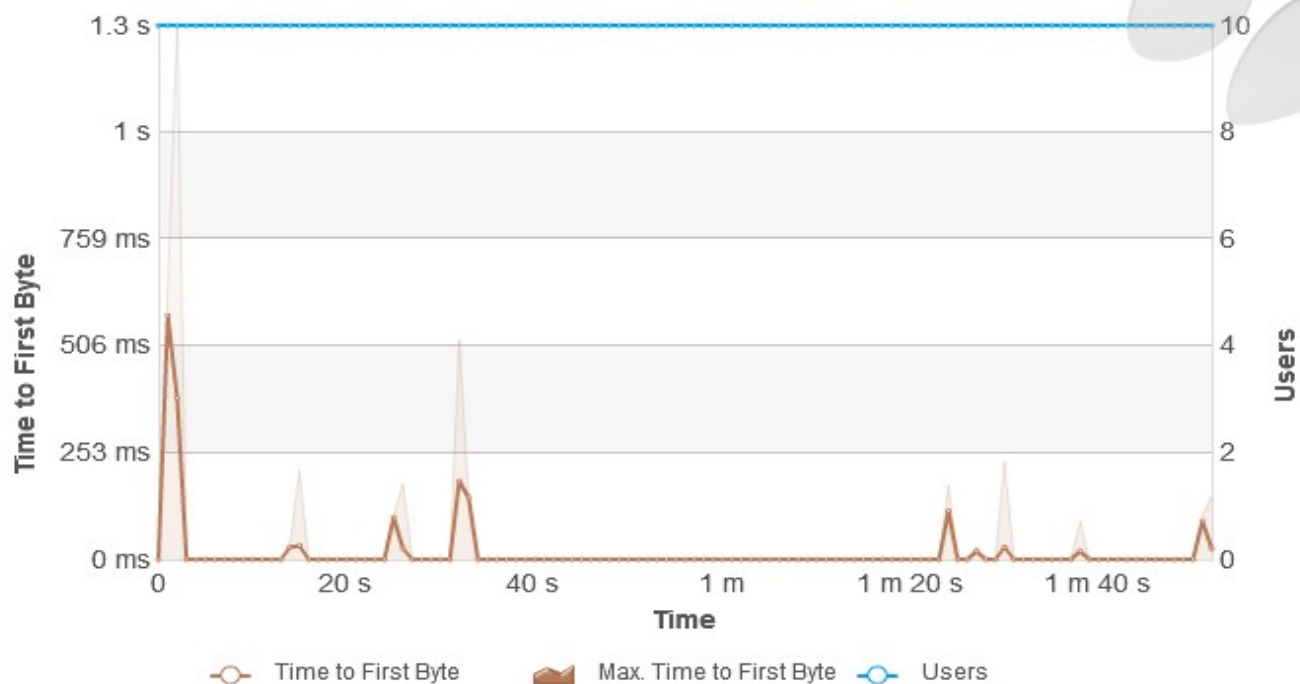 1.3 s
10
1 s
8
759 ms
6
506 ms
4
253 ms
2
0 ms
0
Time to First Byte
Users
0
20 s
40 s
1 m
1 m 20 s
1 m 40 s
Time
Time to First Byte
Max. Time to First Byte
Users